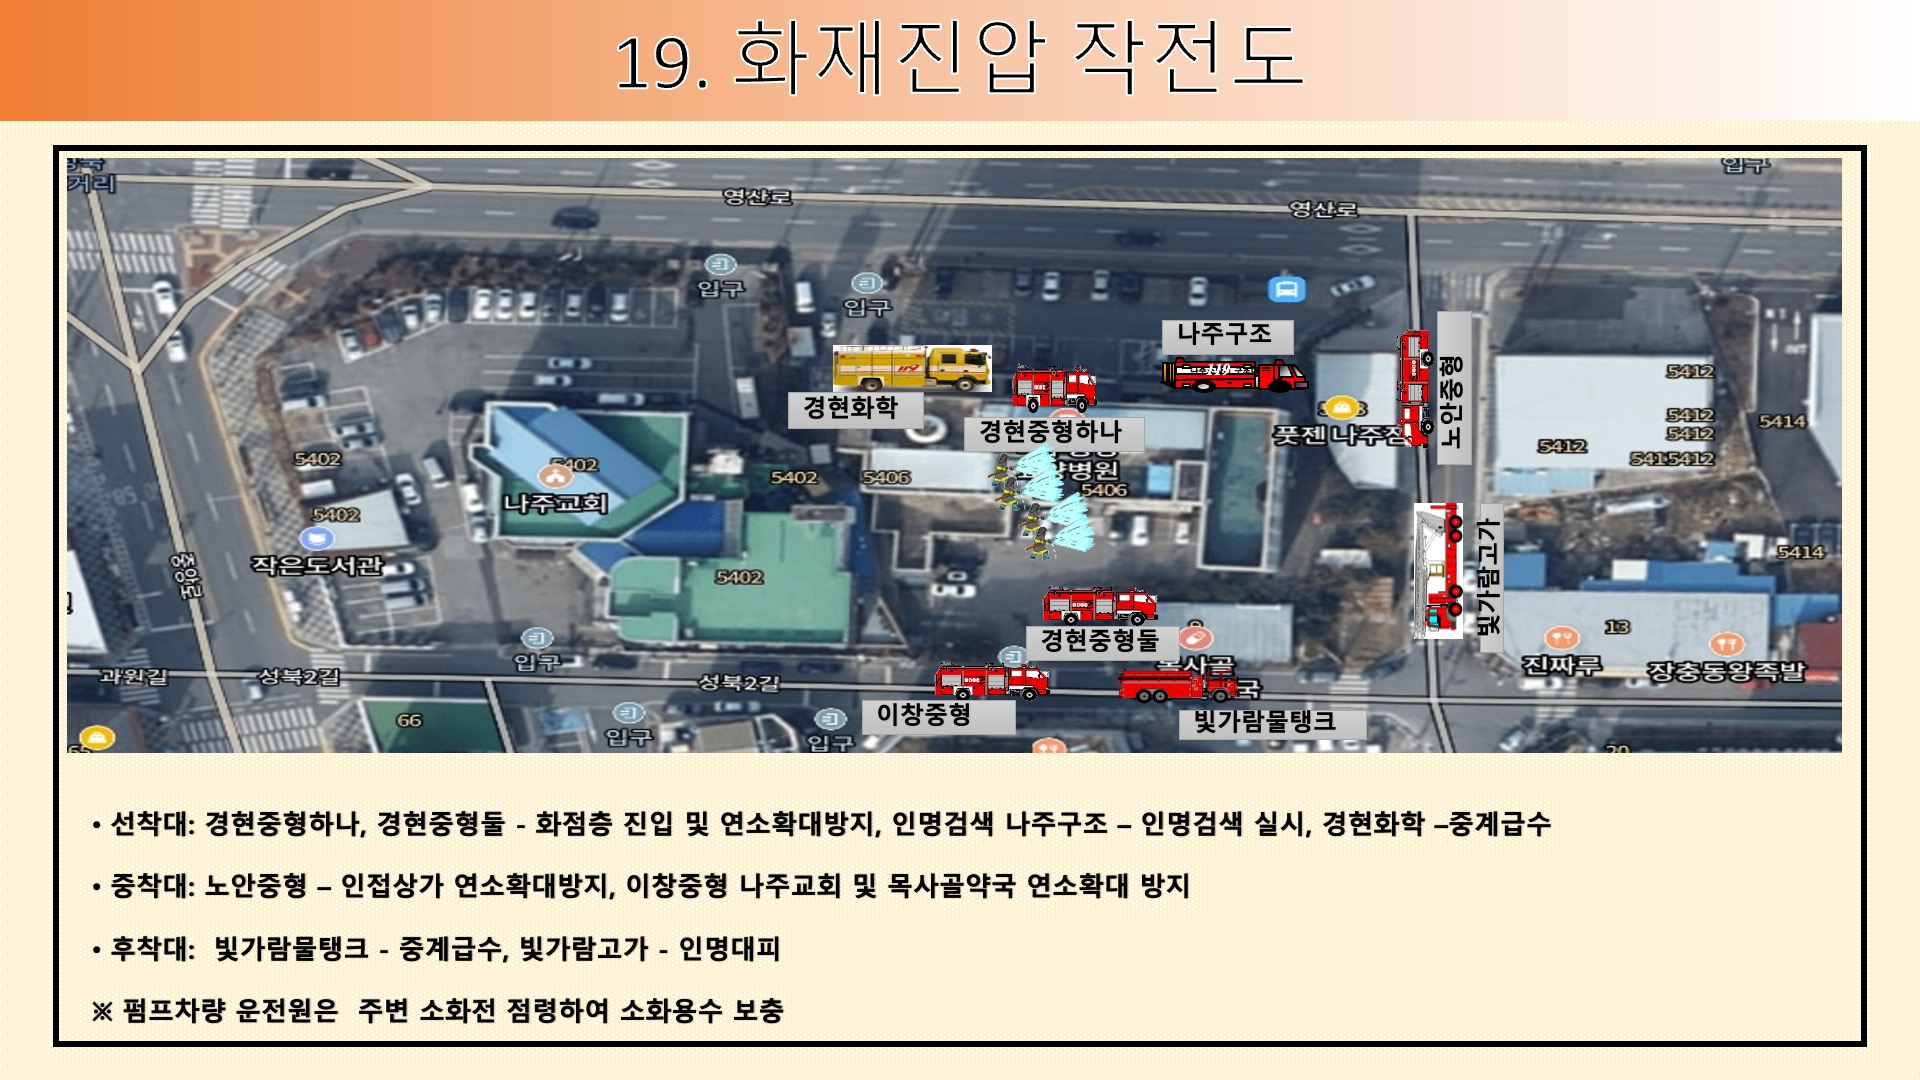 19. 화재진압 작전도
거리
영산로
영산로
입구
입구
입구
나주구조
노안중형
경현화학
경현중형하나
풋젠나주점
5412
5412
5412
5412
5415412
5414
5402
5402
5402
5406
병원
5406
나주교회
5402
작은도서관
5402
빛가람고가
5414
경현중형둘
13
입구
진짜루
장충동왕족발
과원길
성북2길
성북2길
이창중형
빛가람물탱크
66
입구
입구
20
• 선착대: 경현중형하나, 경현중형둘 - 화점층 진입 및 연소확대방지, 인명검색 나주구조 – 인명검색 실시, 경현화학 –중계급수
• 중착대: 노안중형 – 인접상가 연소확대방지, 이창중형 나주교회 및 목사골약국 연소확대 방지
• 후착대:  빛가람물탱크 - 중계급수, 빛가람고가 - 인명대피
※ 펌프차량 운전원은  주변 소화전 점령하여 소화용수 보충